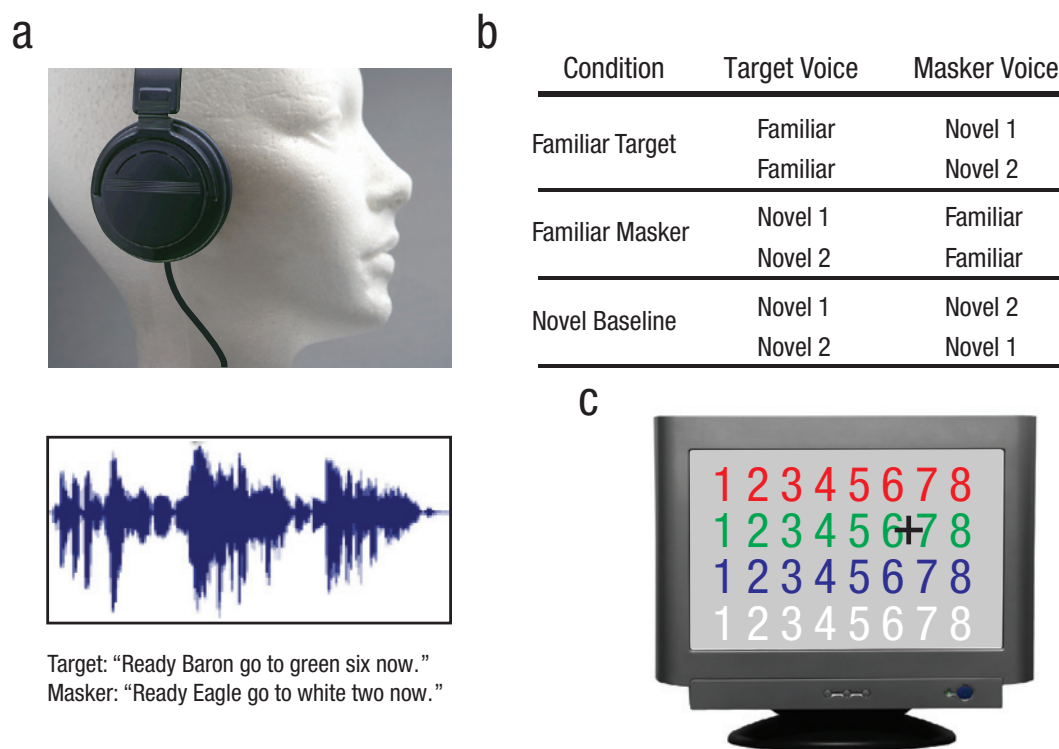 a
Target: “Ready Baron go to green six now.”
Masker: “Ready Eagle go to white two now.”
b
Condition Target Voice Masker Voice
Familiar Target
Familiar Novel 1
Familiar Novel 2
Familiar Masker
Novel 1 Familiar
Novel 2 Familiar
Novel Baseline
Novel 1 Novel 2
Novel 2 Novel 1
c
1 2 3 4 5 6 7 8
1 2 3 4 5 6 7 8
1 2 3 4 5 6 7 8
1 2 3 4 5 6 7 8